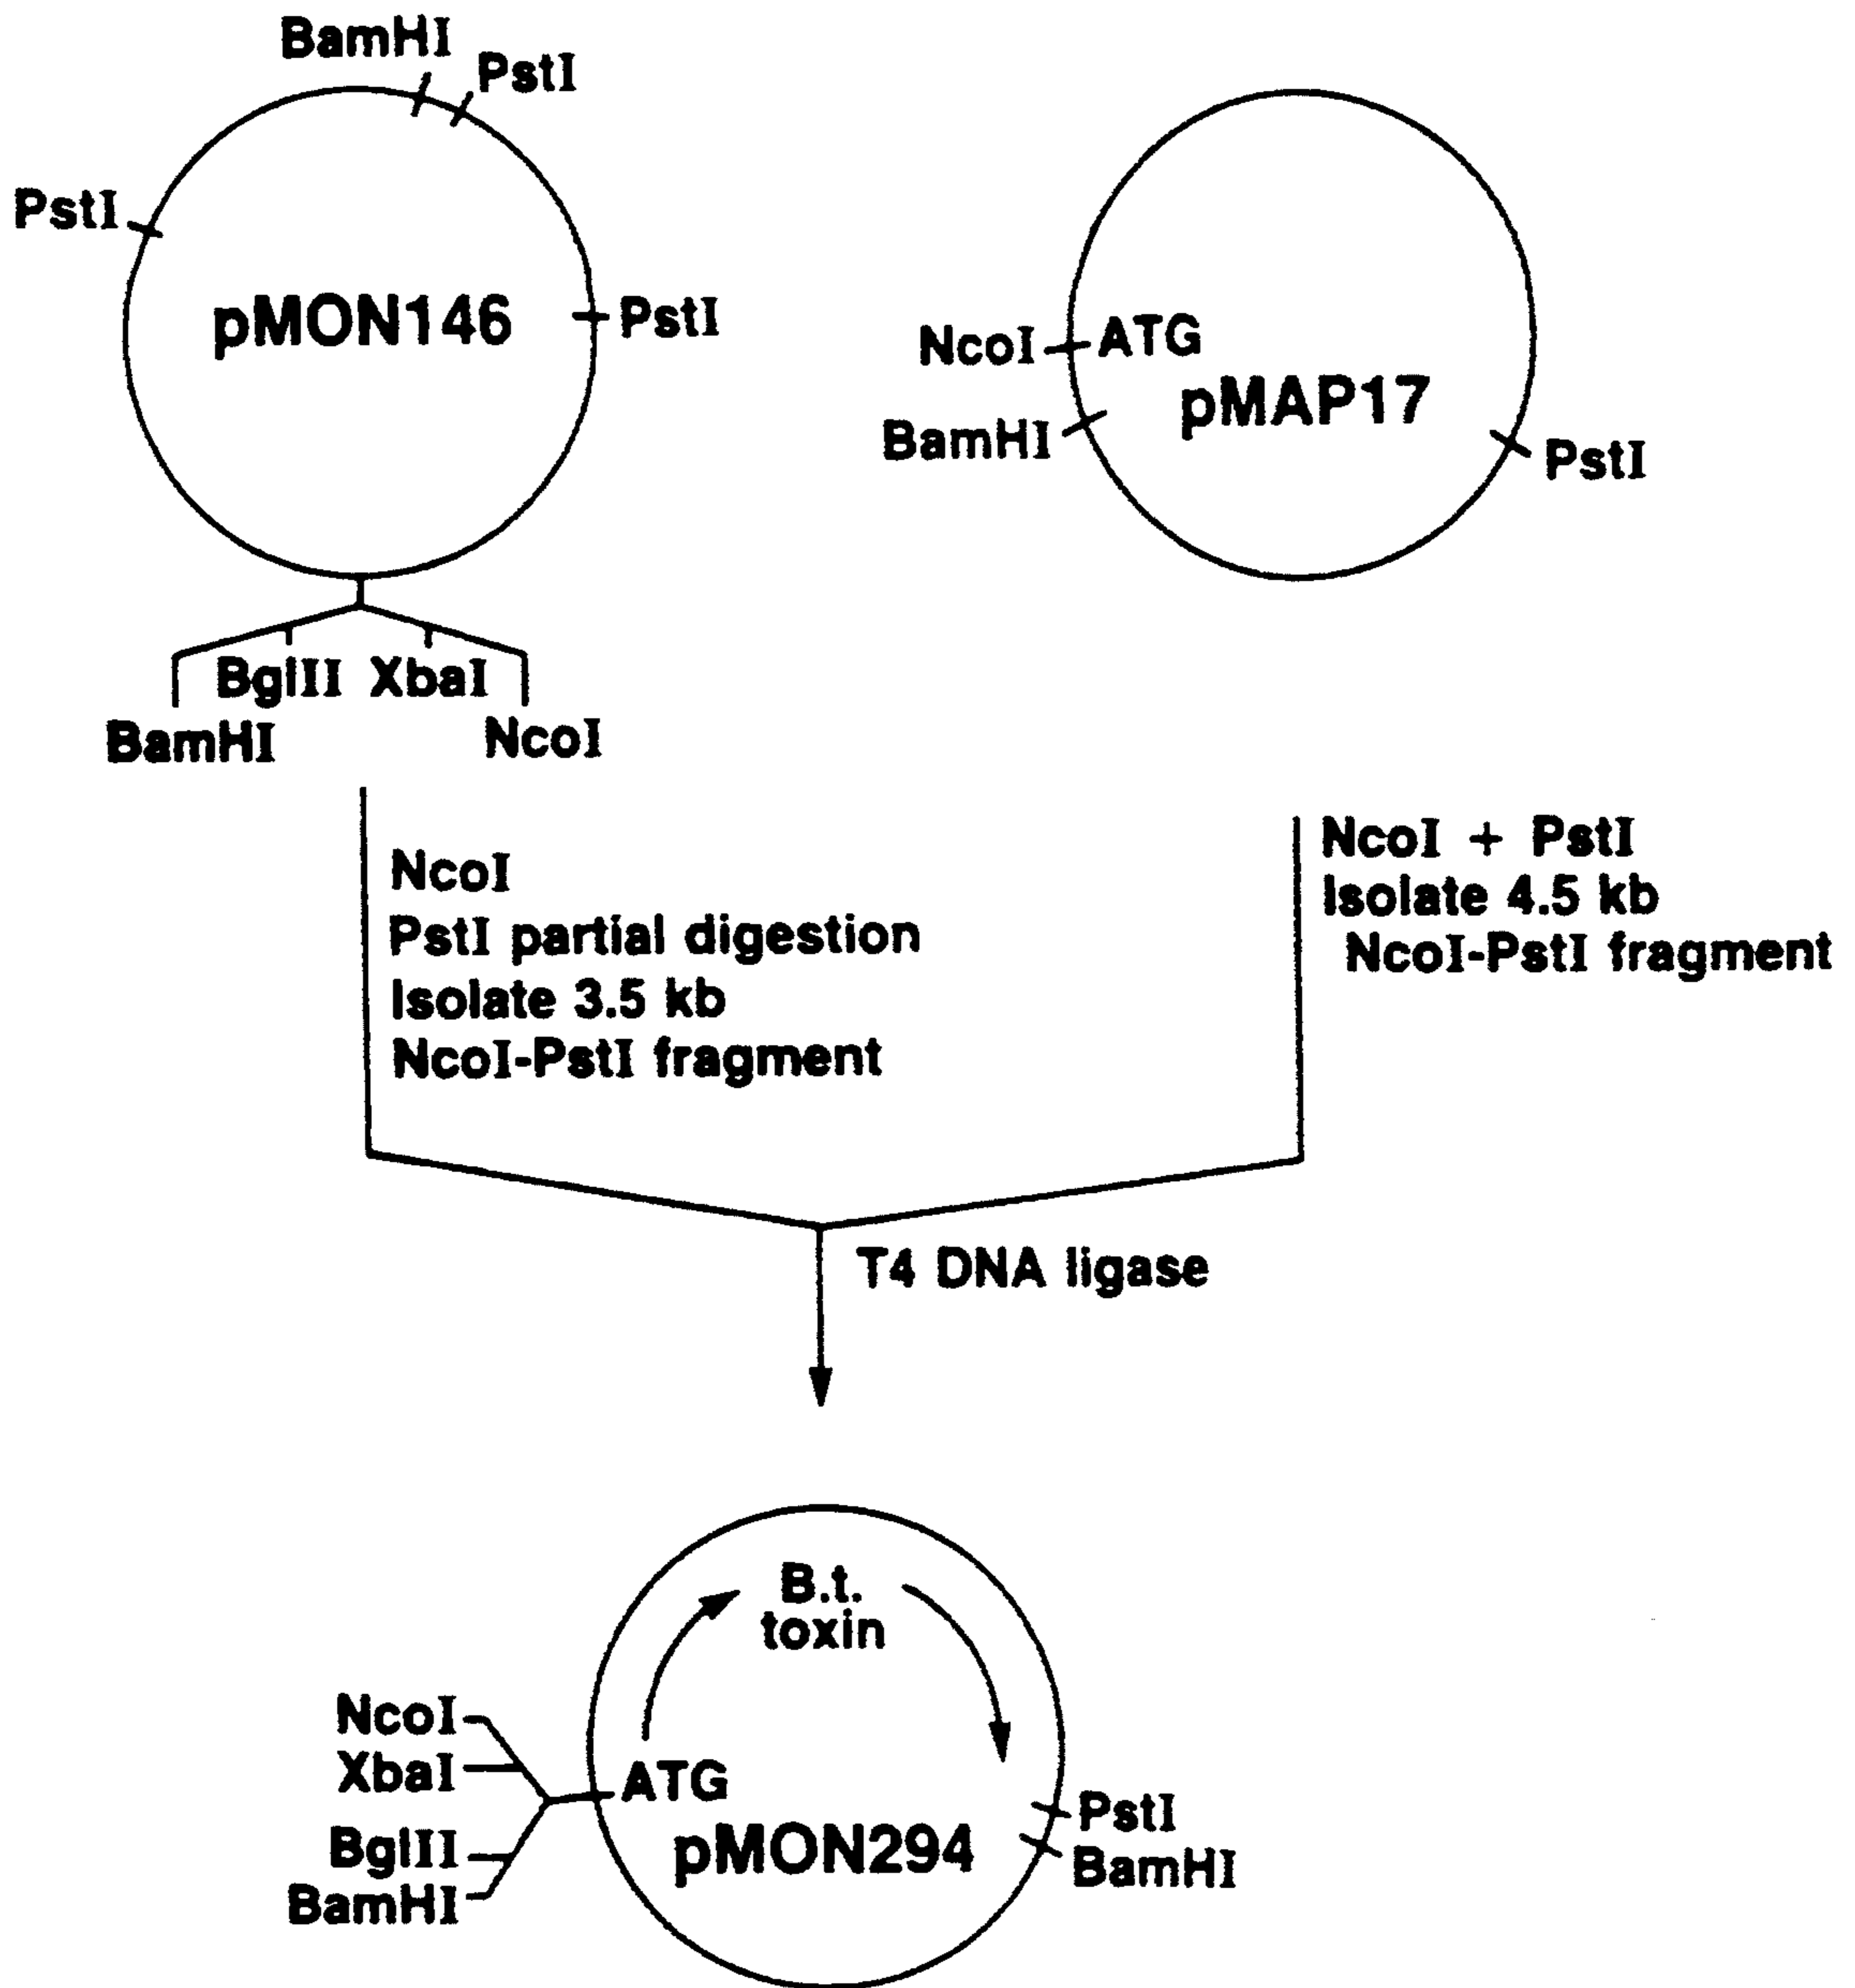 BamHI
PstI
PstI
pMON146
PstI
BglII XbaI
BamHI
NcoI
NcoI
ATG
pMAP17
BamHI
PstI
NcoI
PstI partial digestion
Isolate 3.5 kb
NcoI-PstI fragment
NcoI + PstI
Isolate 4.5 kb
NcoI-PstI fragment
T4 DNA ligase
B.t.
toxin
NcoI
XbaI
BglII
BamHI
ATG
pMON294
PstI
BamHI